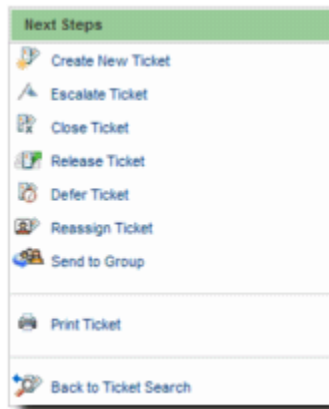 Next Steps
Create New Ticket
Escalate Ticket
Close Ticket
Release Ticket
Defer Ticket
Reassign Ticket
Send to Group
Print Ticket
Back to Ticket Search